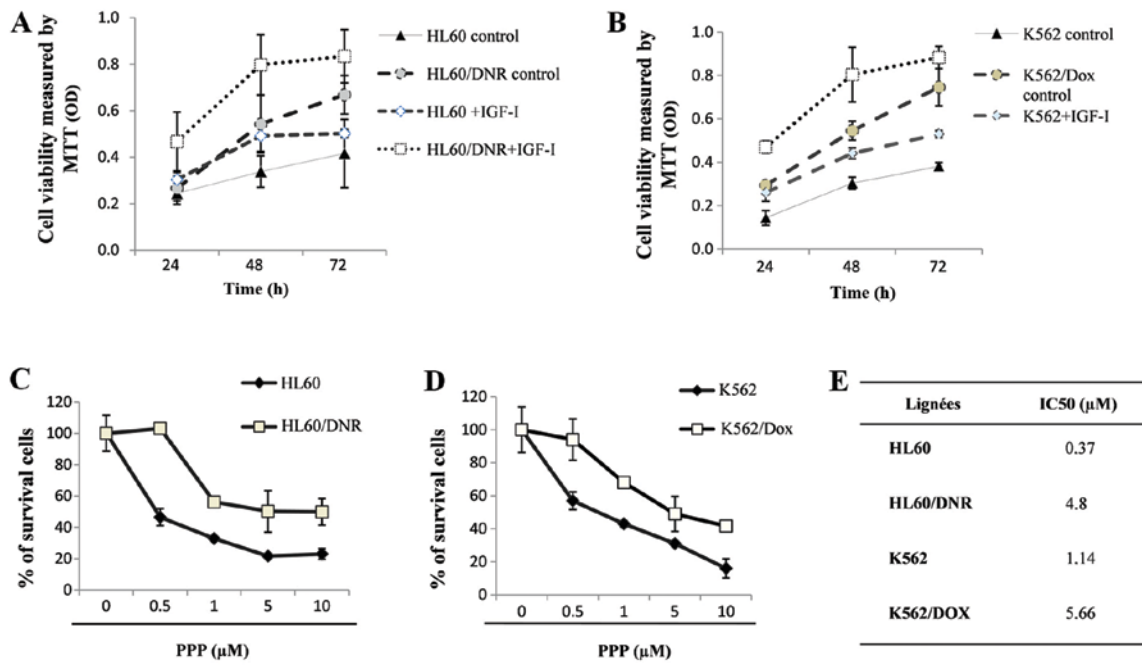 A
Cell viability measured by
MTT (OD)
1.0
0.8
0.6
0.4
0.2
0.0
24
48
72
Time (h)
HL60 control
HL60/DNR control
HL60 +IGF-I
HL60/DNR+IGF-I
B
Cell viability measured by
MTT (OD)
1.0
0.8
0.6
0.4
0.2
0.0
24
48
72
Time (h)
K562 control
K562/Dox
control
K562+IGF-I
C
% of survival cells
120
100
80
60
40
20
0
0
0.5
1
5
10
PPP (µM)
HL60
HL60/DNR
D
% of survival cells
120
100
80
60
40
20
0
0
0.5
1
5
10
PPP (µM)
K562
K562/Dox
E
Lignées IC50 (µM)
HL60 0.37
HL60/DNR 4.8
K562 1.14
K562/DOX 5.66